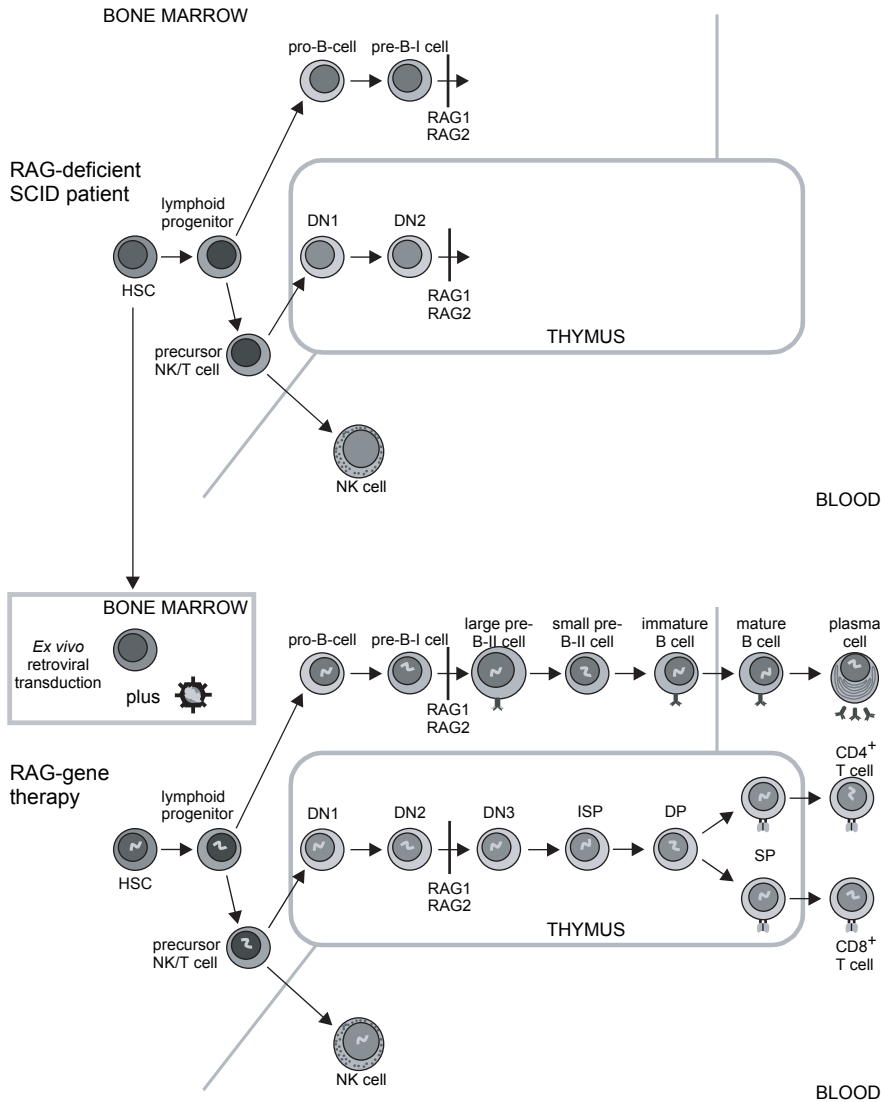 BONE MARROW
pro-B-cell
pre-B-I cell
RAG1
RAG2
RAG-deficient
SCID patient
lymphoid
progenitor
DN1
DN2
HSC
RAG1
RAG2
THYMUS
precursor
NK/T cell
NK cell
BLOOD
BONE MARROW
Ex vivo
retroviral
transduction
plus
pro-B-cell
pre-B-I cell
large pre-
B-II cell
small pre-
B-II cell
immature
B cell
mature
B cell
plasma
cell
RAG1
RAG2
RAG-gene
therapy
lymphoid
progenitor
DN1
DN2
DN3
ISP
DP
SP
CD4+
T cell
HSC
RAG1
RAG2
THYMUS
CD8+
T cell
precursor
NK/T cell
NK cell
BLOOD